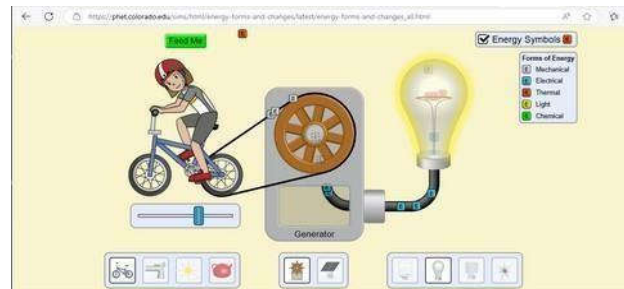 https://phet.colorado.edu/sims/html/energy-forms-and-changes/latest/energy-forms-and-changes_all.html
Feed Me
Energy Symbols
Forms of Energy
E Mechanical
E Electrical
E Thermal
E Light
E Chemical
Generator